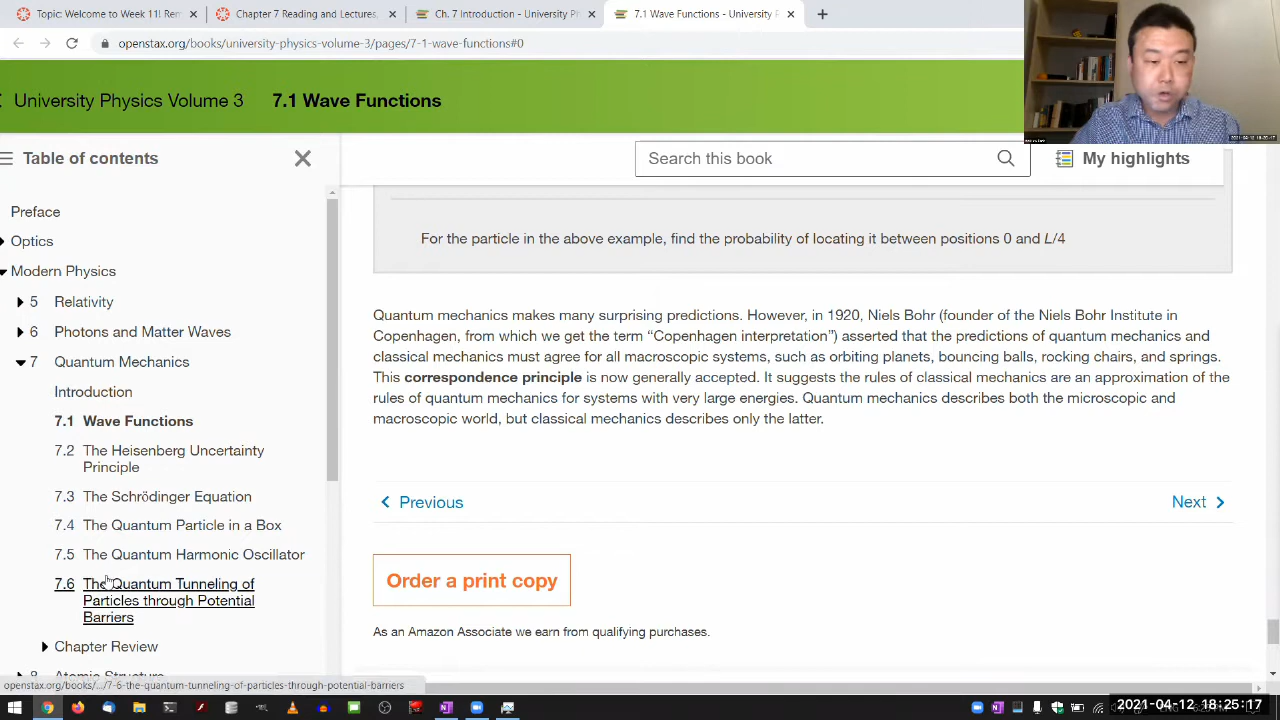 Topic: Welcome to Week 11! Rem
Chapter 7 Reading and Lectures,
Ch. 7 Introduction - University Ph
7.1 Wave Functions - University P
openstax.org/books/university-physics-volume-3/pages/7-1-wave-functions#0
University Physics Volume 3
7.1 Wave Functions
2021-04-12 18:20:17
Table of contents
Search this book
My highlights
Preface
Optics
Modern Physics
5 Relativity
6 Photons and Matter Waves
7 Quantum Mechanics
Introduction
7.1 Wave Functions
7.2 The Heisenberg Uncertainty
Principle
7.3 The Schrödinger Equation
7.4 The Quantum Particle in a Box
7.5 The Quantum Harmonic Oscillator
7.6 The Quantum Tunneling of
Particles through Potential
Barriers
Chapter Review
8 Atomic Structure
For the particle in the above example, find the probability of locating it between positions 0 and L/4
Quantum mechanics makes many surprising predictions. However, in 1920, Niels Bohr (founder of the Niels Bohr Institute in
Copenhagen, from which we get the term “Copenhagen interpretation”) asserted that the predictions of quantum mechanics and
classical mechanics must agree for all macroscopic systems, such as orbiting planets, bouncing balls, rocking chairs, and springs.
This correspondence principle is now generally accepted. It suggests the rules of classical mechanics are an approximation of the
rules of quantum mechanics for systems with very large energies. Quantum mechanics describes both the microscopic and
macroscopic world, but classical mechanics describes only the latter.
Previous
Next
Order a print copy
As an Amazon Associate we earn from qualifying purchases.
openstax.org/books/.../7-6-the-quantum-tunneling-of-particles-through-potential-barriers
2021-04-12 18:25:17